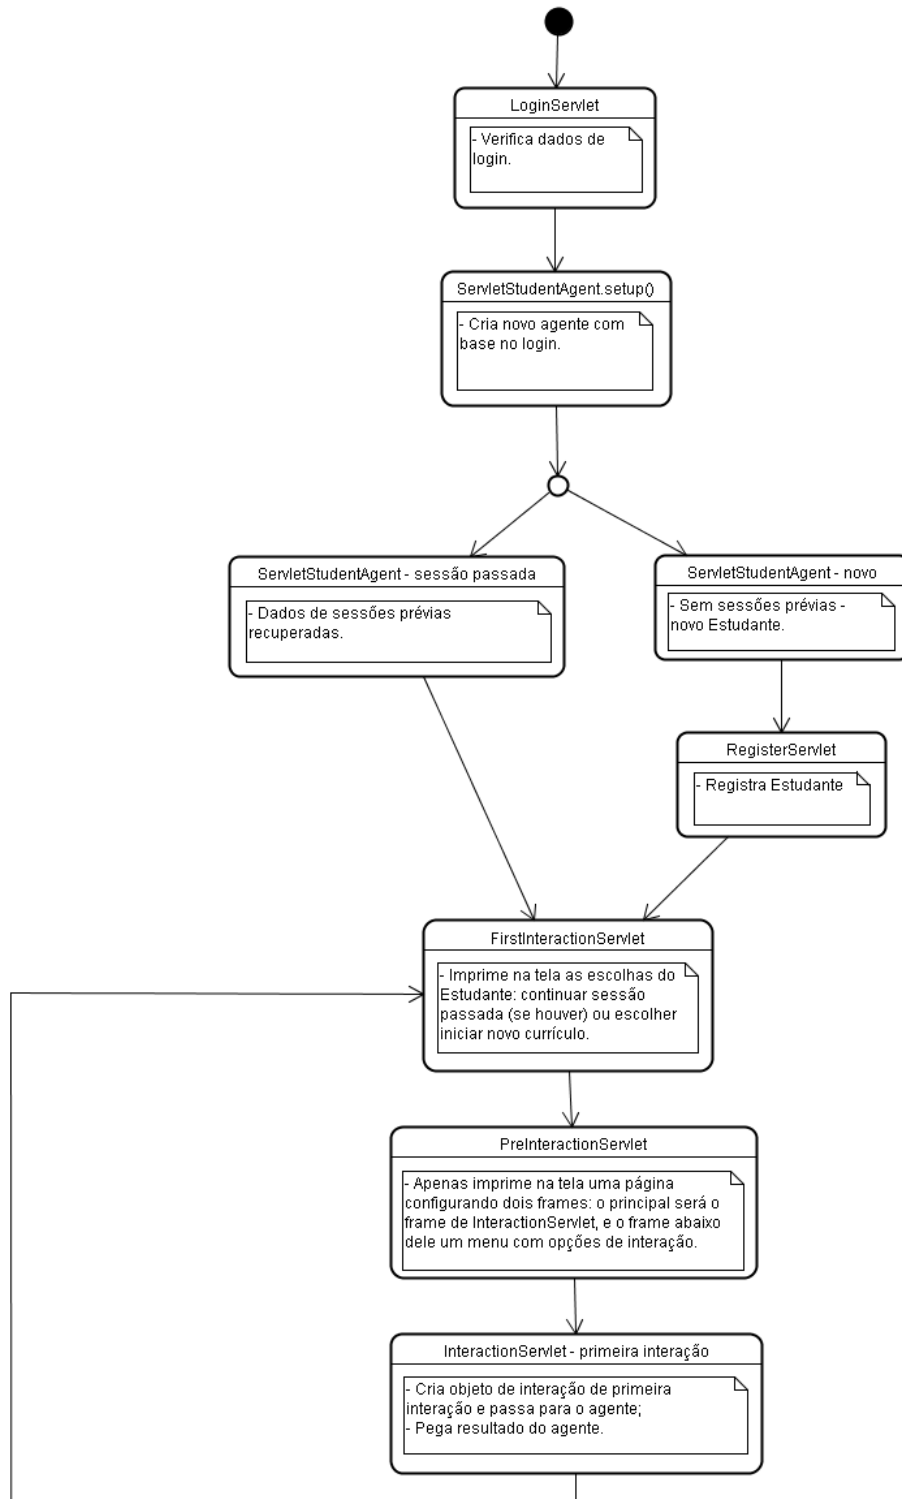 LoginServlet
- Verifica dados de
login.
ServletStudentAgent.setup()
- Cria novo agente com
base no login.
ServletStudentAgent - sessão passada
- Dados de sessões prévias
recuperadas.
ServletStudentAgent - novo
- Sem sessões prévias -
novo Estudante.
RegisterServlet
- Registra Estudante
FirstInteractionServlet
- Imprime na tela as escolhas do
Estudante: continuar sessão
passada (se houver) ou escolher
iniciar novo currículo.
PreInteractionServlet
- Apenas imprime na tela uma página
configurando dois frames: o principal será o
frame de InteractionServlet, e o frame abaixo
dele um menu com opções de interação.
InteractionServlet - primeira interação
- Cria objeto de interação de primeira
interação e passa para o agente;
- Pega resultado do agente.